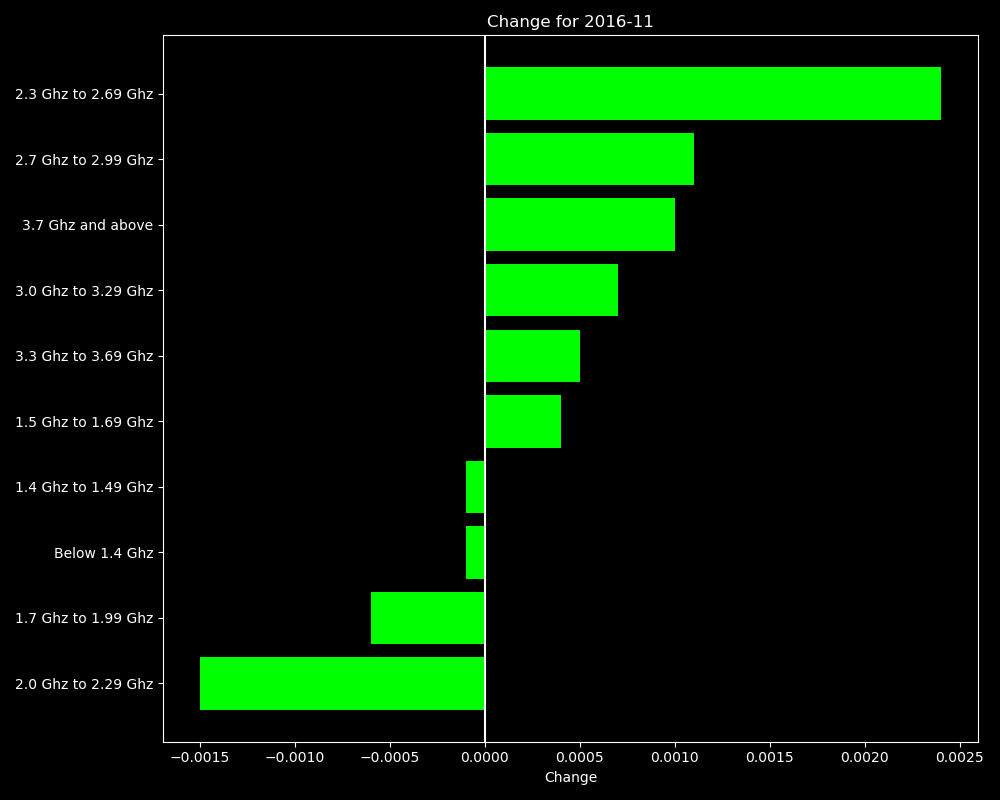 Change for 2016-11
2.3 Ghz to 2.69 Ghz
2.7 Ghz to 2.99 Ghz
3.7 Ghz and above
3.0 Ghz to 3.29 Ghz
3.3 Ghz to 3.69 Ghz
1.5 Ghz to 1.69 Ghz
1.4 Ghz to 1.49 Ghz
Below 1.4 Ghz
1.7 Ghz to 1.99 Ghz
2.0 Ghz to 2.29 Ghz
−0.0015 −0.0010 −0.0005 0.0000 0.0005 0.0010 0.0015 0.0020 0.0025
Change